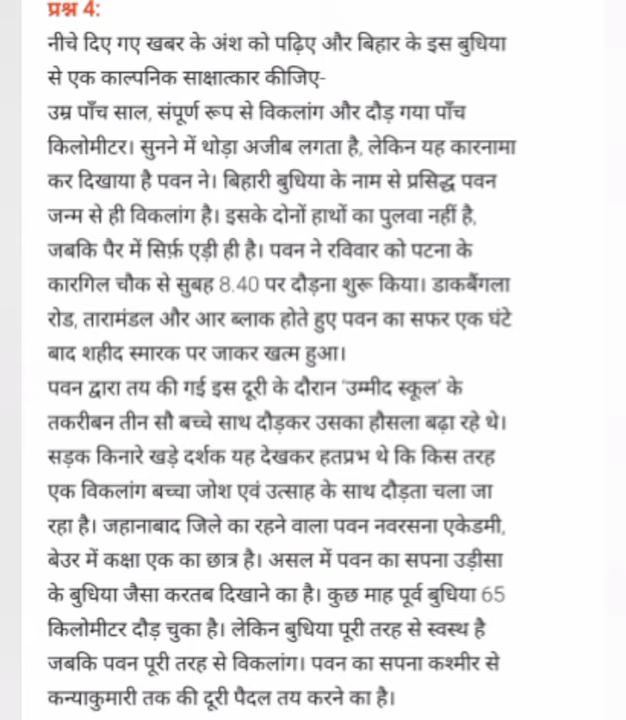 प्रश्न 4:
नीचे दिए गए खबर के अंश को पढ़िए और बिहार के इस बुधिया
से एक काल्पनिक साक्षात्कार कीजिए-
उम्र पाँच साल, संपूर्ण रूप से विकलांग और दौड़ गया पाँच
किलोमीटर। सुनने में थोड़ा अजीब लगता है, लेकिन यह कारनामा
कर दिखाया है पवन ने। बिहारी बुधिया के नाम से प्रसिद्ध पवन
जन्म से ही विकलांग है। इसके दोनों हाथों का पुलवा नहीं है,
जबकि पैर में सिर्फ़ एड़ी ही है। पवन ने रविवार को पटना के
कारगिल चौक से सुबह 8.40 पर दौड़ना शुरू किया। डाकबैंगला
रोड, तारामंडल और आर ब्लाक होते हुए पवन का सफर एक घंटे
बाद शहीद स्मारक पर जाकर खत्म हुआ।
पवन द्वारा तय की गई इस दूरी के दौरान 'उम्मीद स्कूल' के
तकरीबन तीन सौ बच्चे साथ दौड़कर उसका हौसला बढ़ा रहे थे।
सड़क किनारे खड़े दर्शक यह देखकर हतप्रभ थे कि किस तरह
एक विकलांग बच्चा जोश एवं उत्साह के साथ दौड़ता चला जा
रहा है। जहानाबाद जिले का रहने वाला पवन नवरसना एकेडमी,
बेउर में कक्षा एक का छात्र है। असल में पवन का सपना उड़ीसा
के बुधिया जैसा करतब दिखाने का है। कुछ माह पूर्व बुधिया 65
किलोमीटर दौड़ चुका है। लेकिन बुधिया पूरी तरह से स्वस्थ है
जबकि पवन पूरी तरह से विकलांग। पवन का सपना कश्मीर से
कन्याकुमारी तक की दूरी पैदल तय करने का है।